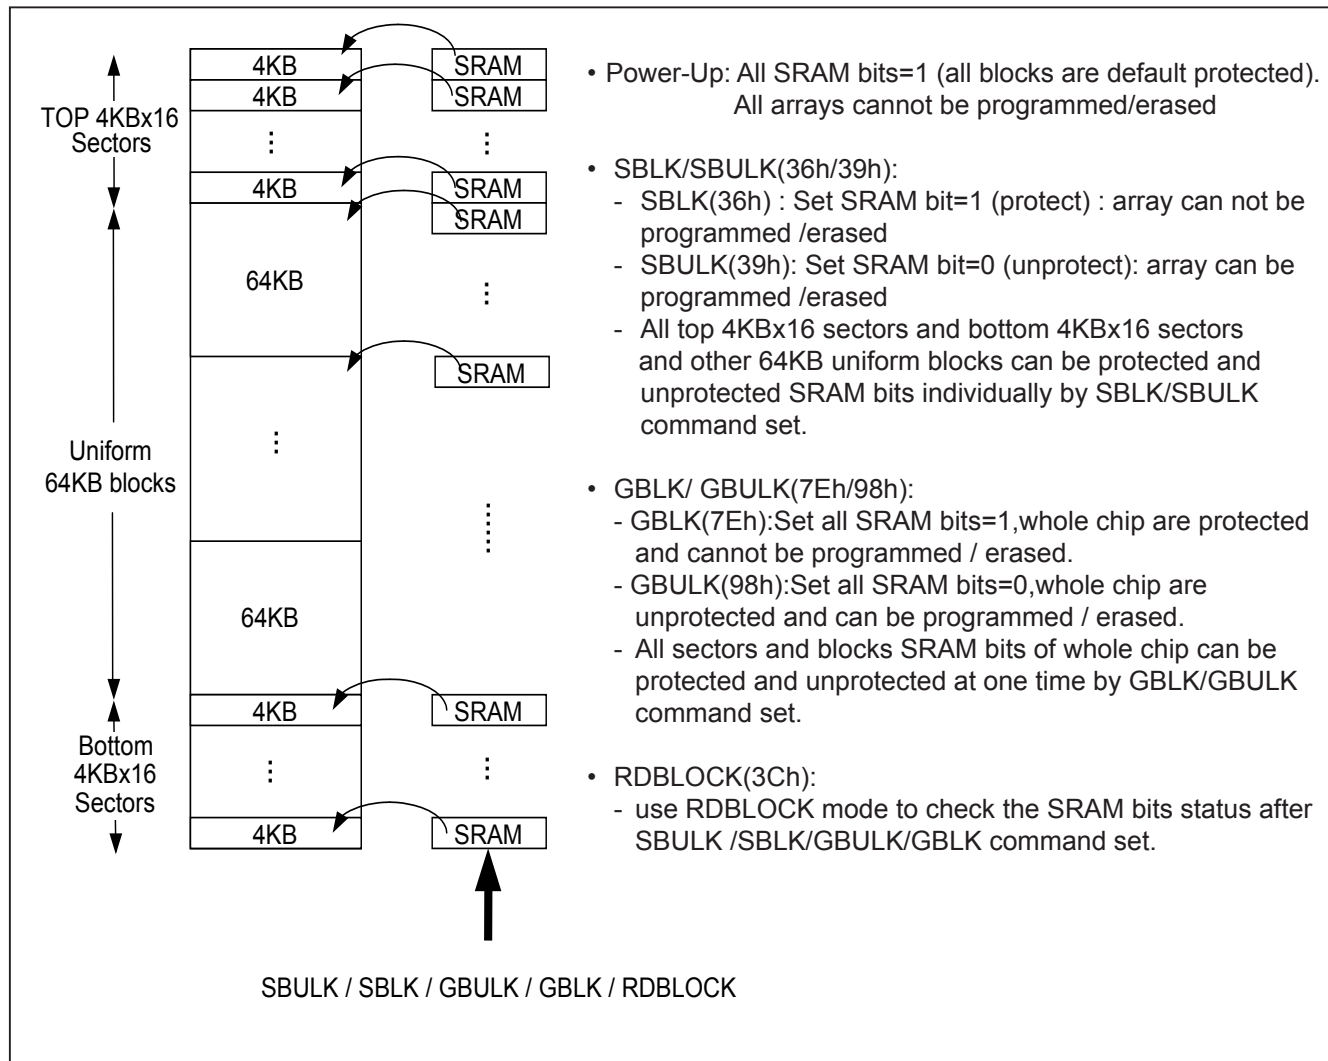 4KB
4KB
⋮
4KB
64KB
⋮
64KB
4KB
⋮
4KB
SRAM
SRAM
⋮
SRAM
SRAM
⋮
SRAM
SRAM
⋮
SRAM
TOP 4KBx16
Sectors
Uniform
64KB blocks
Bottom
4KBx16
Sectors
SBULK / SBLK / GBULK / GBLK / RDBLOCK
• Power-Up: All SRAM bits=1 (all blocks are default protected).
All arrays cannot be programmed/erased
• SBLK/SBULK(36h/39h):
- SBLK(36h) : Set SRAM bit=1 (protect) : array can not be
programmed /erased
- SBULK(39h): Set SRAM bit=0 (unprotect): array can be
programmed /erased
- All top 4KBx16 sectors and bottom 4KBx16 sectors
and other 64KB uniform blocks can be protected and
unprotected SRAM bits individually by SBLK/SBULK
command set.
• GBLK/ GBULK(7Eh/98h):
- GBLK(7Eh):Set all SRAM bits=1,whole chip are protected
and cannot be programmed / erased.
- GBULK(98h):Set all SRAM bits=0,whole chip are
unprotected and can be programmed / erased.
- All sectors and blocks SRAM bits of whole chip can be
protected and unprotected at one time by GBLK/GBULK
command set.
• RDBLOCK(3Ch):
- use RDBLOCK mode to check the SRAM bits status after
SBULK /SBLK/GBULK/GBLK command set.